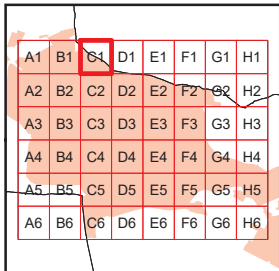 A1 B1 C1 D1 E1 F1 G1 H1
A2 B2 C2 D2 E2 F2 G2 H2
A3 B3 C3 D3 E3 F3 G3 H3
A4 B4 C4 D4 E4 F4 G4 H4
A5 B5 C5 D5 E5 F5 G5 H5
A6 B6 C6 D6 E6 F6 G6 H6